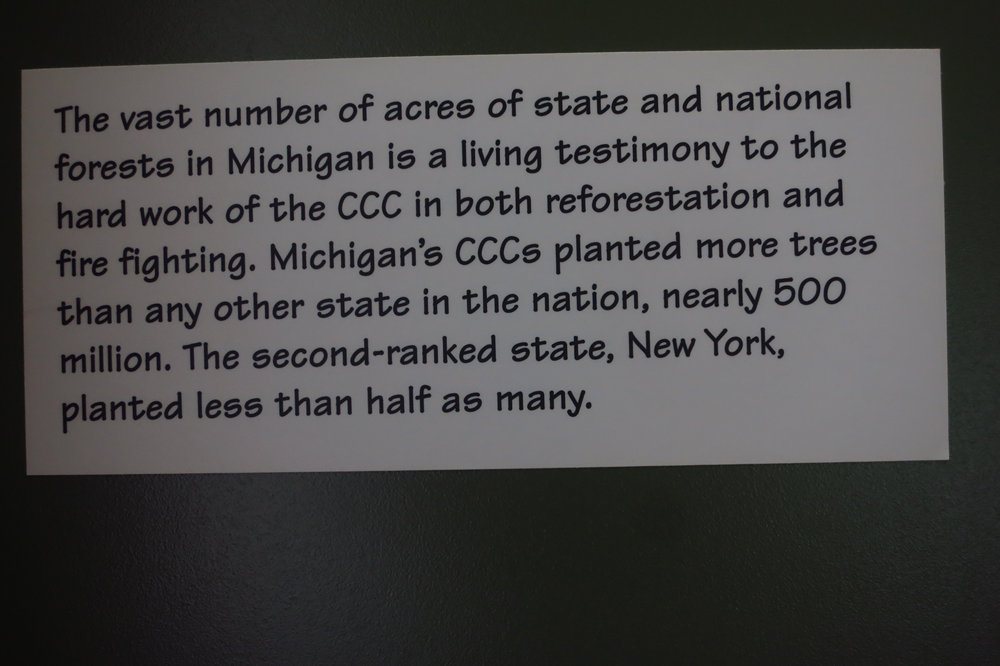 The vast number of acres of state and national
forests in Michigan is a living testimony to the
hard work of the CCC in both reforestation and
fire fighting. Michigan's CCCs planted more trees
than any other state in the nation, nearly 500
million. The second-ranked state, New York,
planted less than half as many.